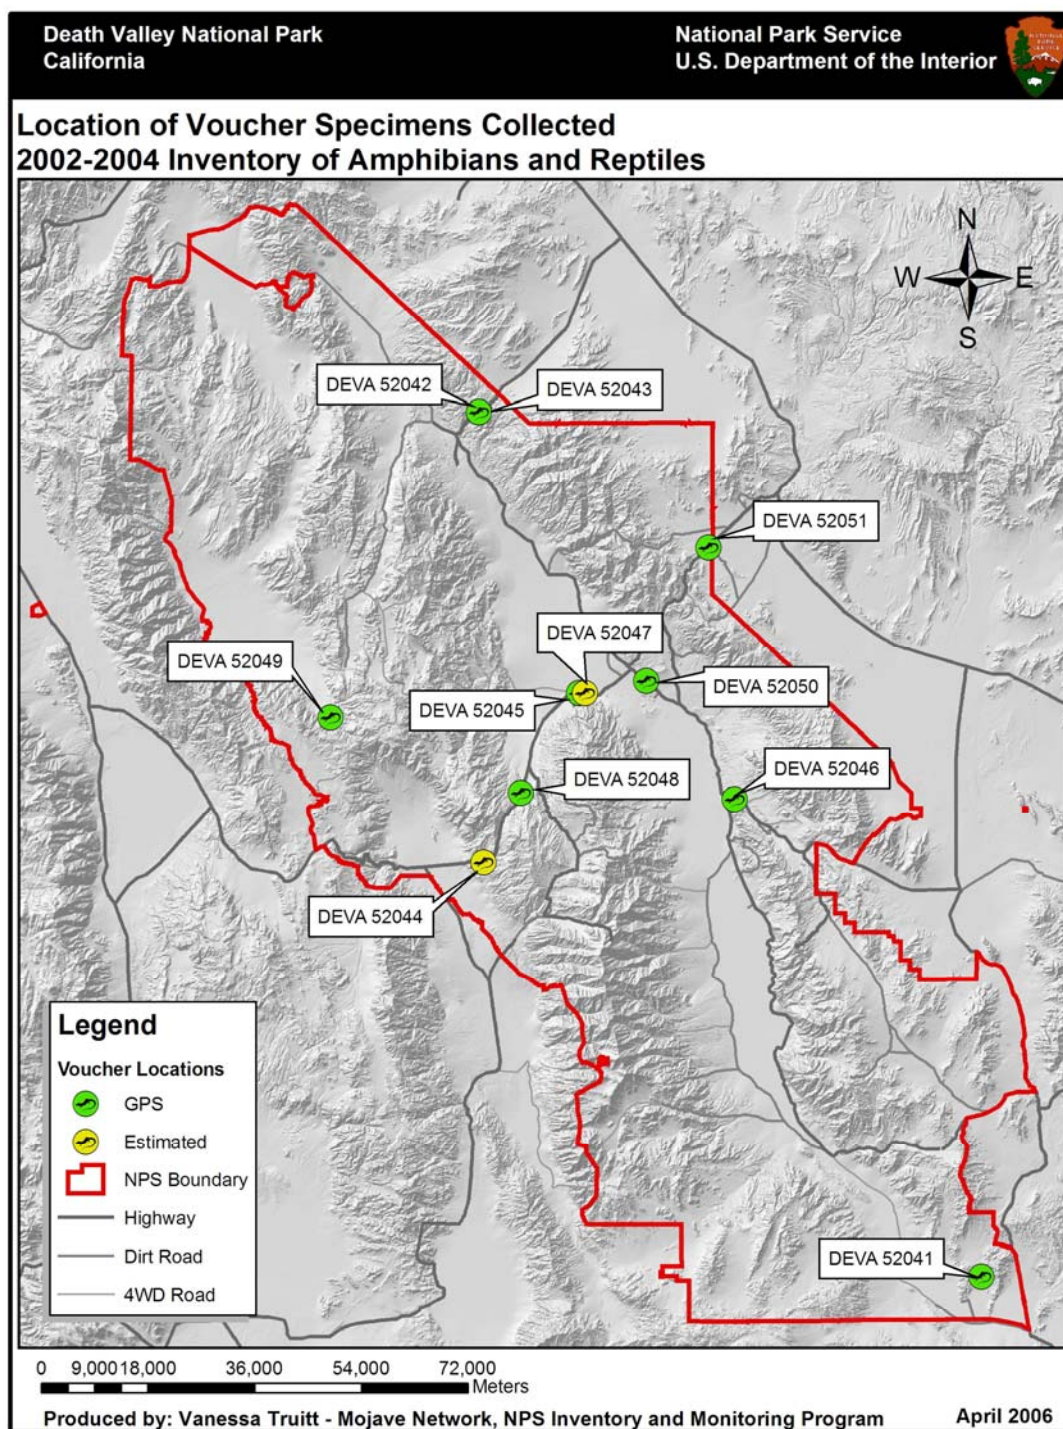 Death Valley National Park
California
National Park Service
U.S. Department of the Interior
Location of Voucher Specimens Collected
2002-2004 Inventory of Amphibians and Reptiles
N
W E
S
DEVA 52042
DEVA 52043
DEVA 52051
DEVA 52047
DEVA 52049
DEVA 52050
DEVA 52045
DEVA 52048
DEVA 52046
DEVA 52044
DEVA 52041
Legend
Voucher Locations
GPS
Estimated
NPS Boundary
Highway
Dirt Road
4WD Road
0 9,000 18,000 36,000 54,000 72,000
Meters
Produced by: Vanessa Truitt - Mojave Network, NPS Inventory and Monitoring Program
April 2006